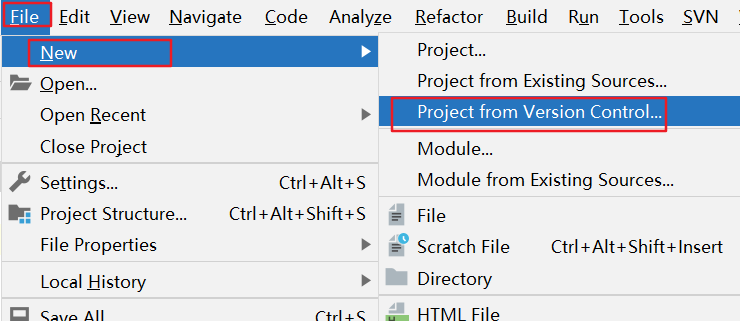 File Edit View Navigate Code Analyze Refactor Build Run Tools SVN
New
Open...
Open Recent
Close Project
Settings... Ctrl+Alt+S
Project Structure... Ctrl+Alt+Shift+S
File Properties
Local History
Save All Ctrl+S
Project...
Project from Existing Sources...
Project from Version Control...
Module...
Module from Existing Sources...
File
Scratch File Ctrl+Alt+Shift+Insert
Directory
HTML File